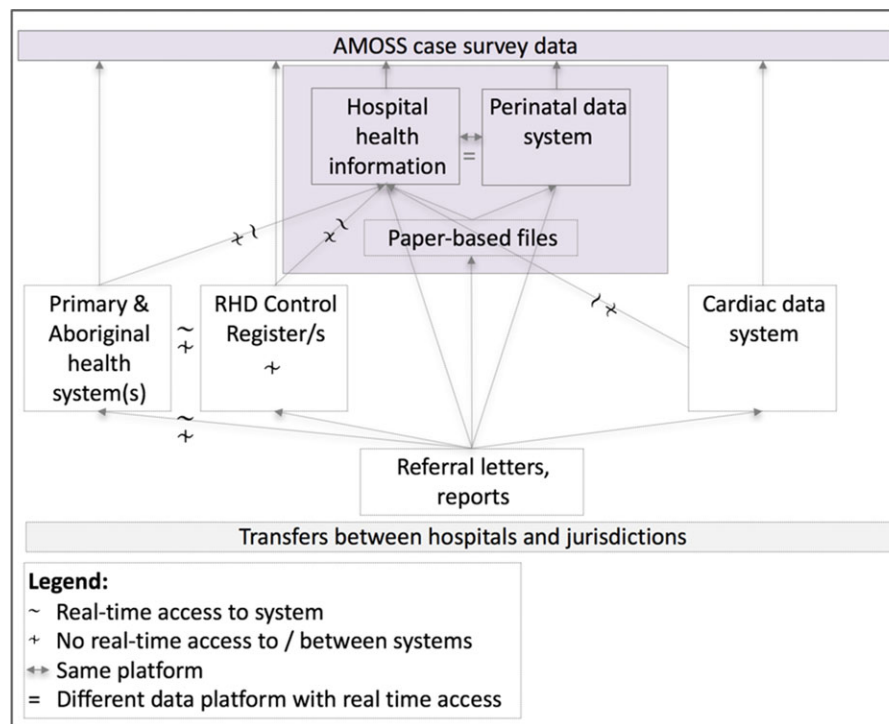 AMOSS case survey data
Hospital
health
information
Perinatal data
system
=
Paper-based files
Primary &
Aboriginal
health
system(s)
~
≁
RHD Control
Register/s
≁
Cardiac data
system
≁ ~
≁ ~
~ ≁
~
≁
Referral letters,
reports
Transfers between hospitals and jurisdictions
Legend:
~ Real-time access to system
≁ No real-time access to / between systems
↔ Same platform
= Different data platform with real time access